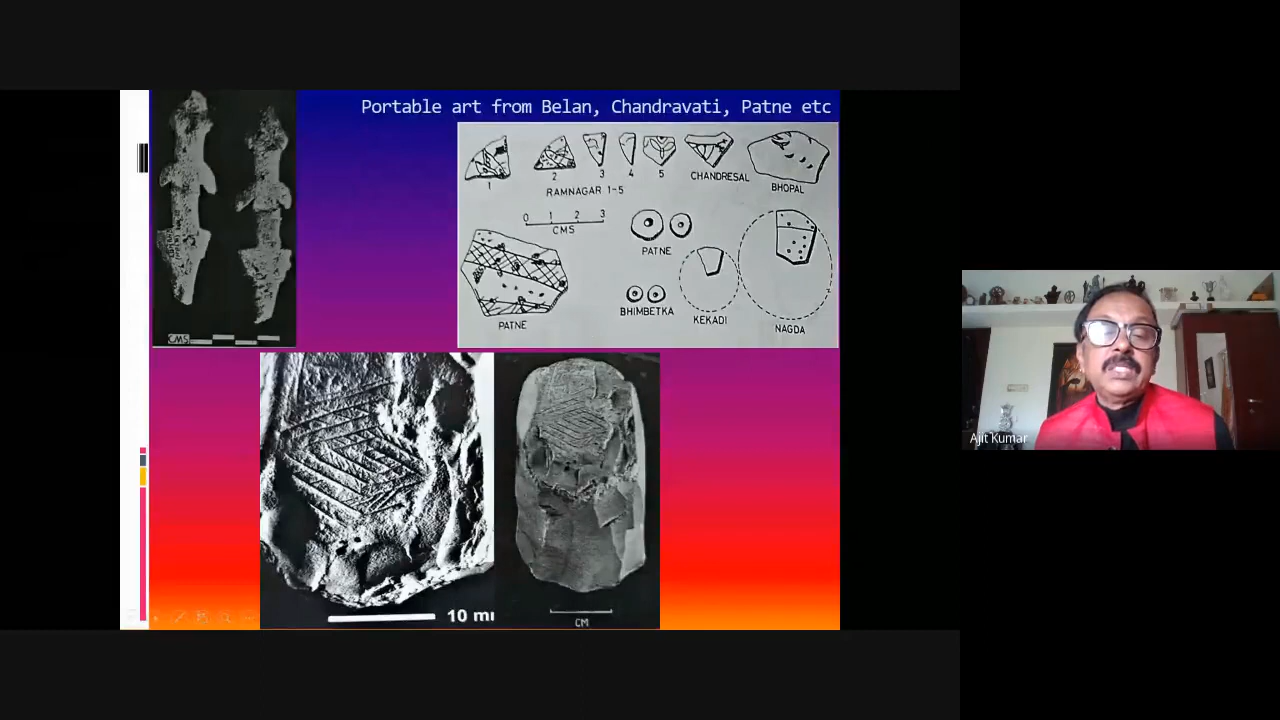 Portable art from Belan, Chandravati, Patne etc
1
2
3
4
5
CHANDRESAL
BHOPAL
RAMNAGAR 1-5
0 1 2 3
CMS
PATNE
PATNE
BHIMBETKA
KEKADI
NAGDA
CMS
10 m
CM
Ajit Kumar